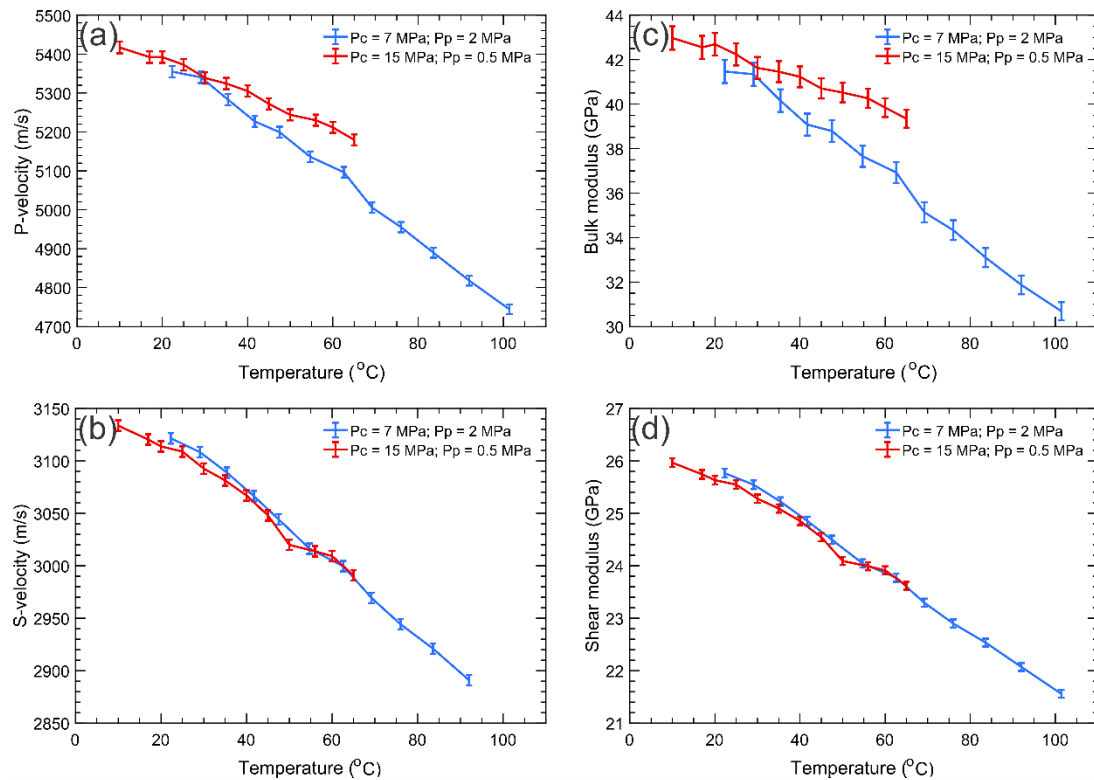 (a)
Pc = 7 MPa; Pp = 2 MPa
Pc = 15 MPa; Pp = 0.5 MPa
5500
5400
5300
5200
5100
5000
4900
4800
4700
P-velocity (m/s)
0 20 40 60 80 100
Temperature (°C)
(c)
Pc = 7 MPa; Pp = 2 MPa
Pc = 15 MPa; Pp = 0.5 MPa
44
42
40
38
36
34
32
30
Bulk modulus (GPa)
0 20 40 60 80 100
Temperature (°C)
(b)
Pc = 7 MPa; Pp = 2 MPa
Pc = 15 MPa; Pp = 0.5 MPa
3150
3100
3050
3000
2950
2900
2850
S-velocity (m/s)
0 20 40 60 80 100
Temperature (°C)
(d)
Pc = 7 MPa; Pp = 2 MPa
Pc = 15 MPa; Pp = 0.5 MPa
27
26
25
24
23
22
21
Shear modulus (GPa)
0 20 40 60 80 100
Temperature (°C)